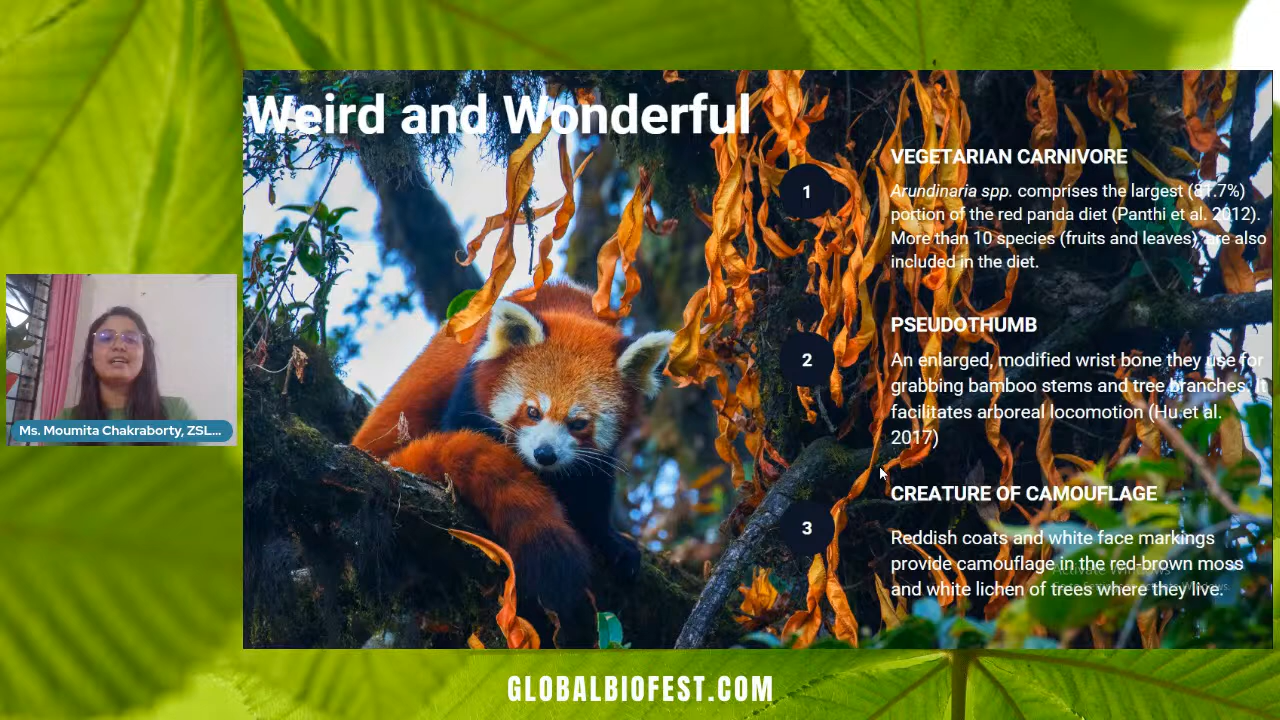 Weird and Wonderful
1
VEGETARIAN CARNIVORE
Arundinaria spp. comprises the largest (81.7%)
portion of the red panda diet (Panthi et al. 2012).
More than 10 species (fruits and leaves), are also
included in the diet.
2
PSEUDOTHUMB
An enlarged, modified wrist bone they use for
grabbing bamboo stems and tree branches. It
facilitates arboreal locomotion (Hu et al.
2017)
3
CREATURE OF CAMOUFLAGE
Reddish coats and white face markings
provide camouflage in the red-brown moss
and white lichen of trees where they live.
Activate Windows
Ms. Moumita Chakraborty, ZSL...
GLOBALBIOFEST.COM